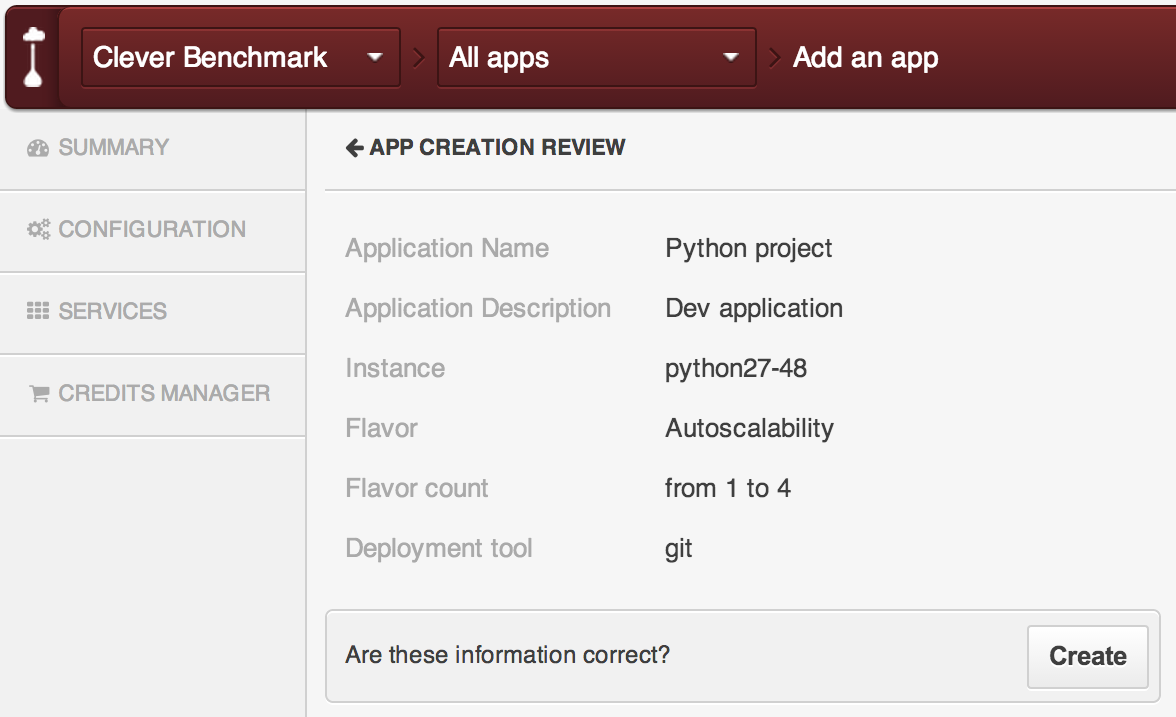 Clever Benchmark All apps Add an app
SUMMARY
CONFIGURATION
SERVICES
CREDITS MANAGER
APP CREATION REVIEW
Application Name Python project
Application Description Dev application
Instance python27-48
Flavor Autoscalability
Flavor count from 1 to 4
Deployment tool git
Are these information correct? Create